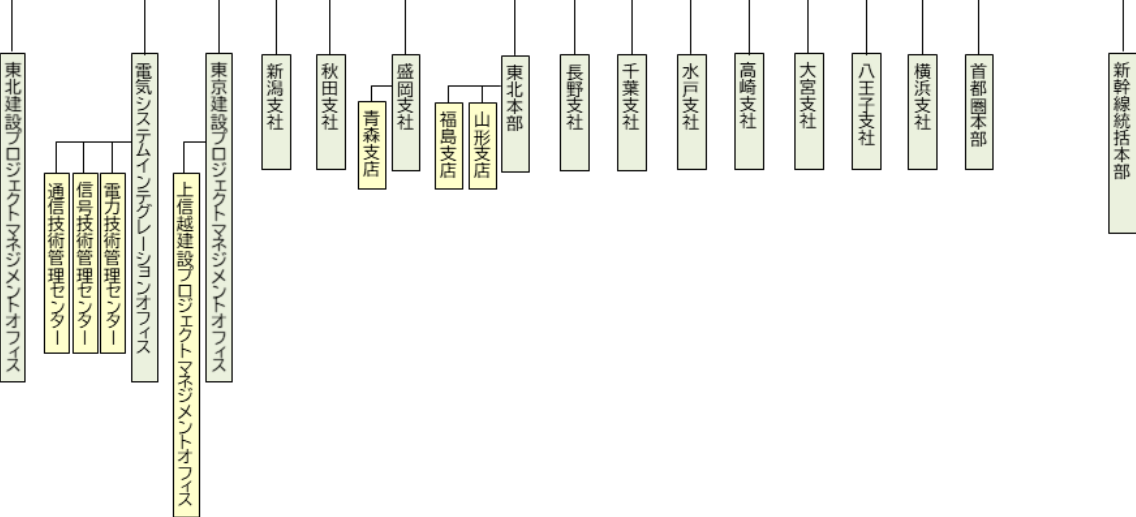 新幹線統括本部
首都圏本部
横浜支社
八王子支社
大宮支社
高崎支社
水戸支社
千葉支社
長野支社
東北本部
山形支店
福島支店
盛岡支社
青森支店
秋田支社
新潟支社
東京建設プロジェクトマネジメントオフィス
上信越建設プロジェクトマネジメントオフィス
電気システムインテグレーションオフィス
電力技術管理センター
信号技術管理センター
通信技術管理センター
東北建設プロジェクトマネジメントオフィス